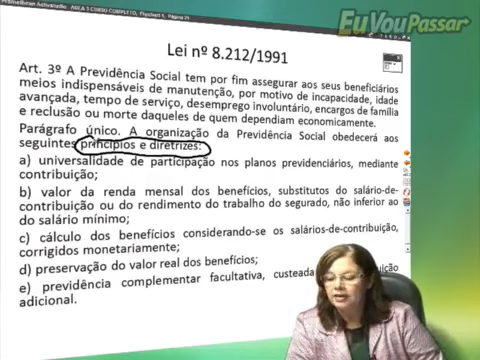 EuVouPassar
Lei nº 8.212/1991
Art. 3º A Previdência Social tem por fim assegurar aos seus beneficiários
meios indispensáveis de manutenção, por motivo de incapacidade, idade
avançada, tempo de serviço, desemprego involuntário, encargos de família
e reclusão ou morte daqueles de quem dependiam economicamente.
Parágrafo único. A organização da Previdência Social obedecerá aos
seguintes princípios e diretrizes:
a) universalidade de participação nos planos previdenciários, mediante
contribuição;
b) valor da renda mensal dos benefícios, substitutos do salário-de-
contribuição ou do rendimento do trabalho do segurado, não inferior ao
do salário mínimo;
c) cálculo dos benefícios considerando-se os salários-de-contribuição,
corrigidos monetariamente;
d) preservação do valor real dos benefícios;
e) previdência complementar facultativa, custeada
adicional.